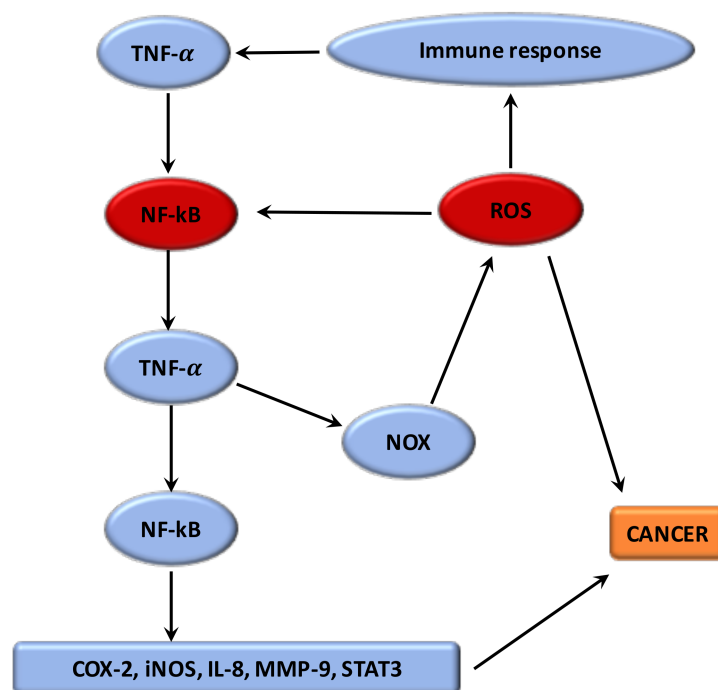 TNF-α
Immune response
NF-kB
ROS
TNF-α
NOX
NF-kB
CANCER
COX-2, iNOS, IL-8, MMP-9, STAT3